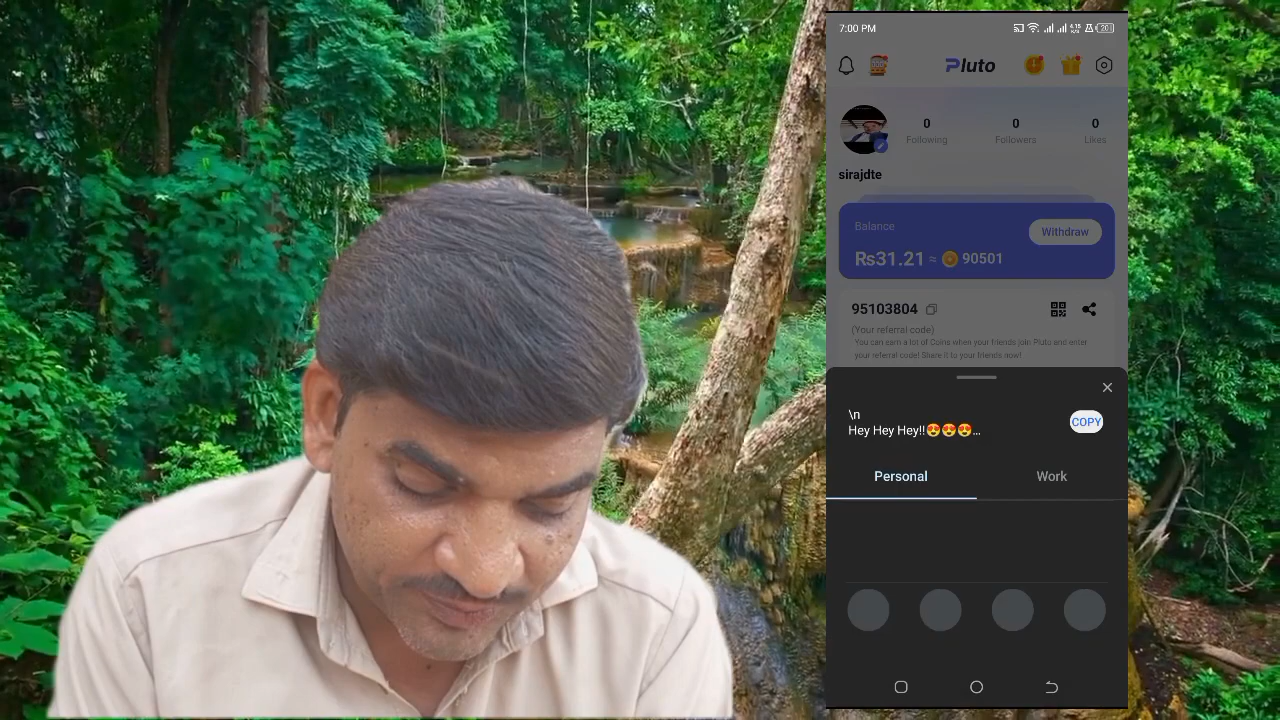 7:00 PM
Pluto
0
0
0
Following
Followers
Likes
sirajdte
Balance
Withdraw
Rs31.21 ≈ 90501
95103804
(Your referral code)
You can earn a lot of Coins when your friends join Pluto and enter
your referral code! Share it to your friends now!
\n
Hey Hey Hey!!😍😍😍…
COPY
Personal
Work